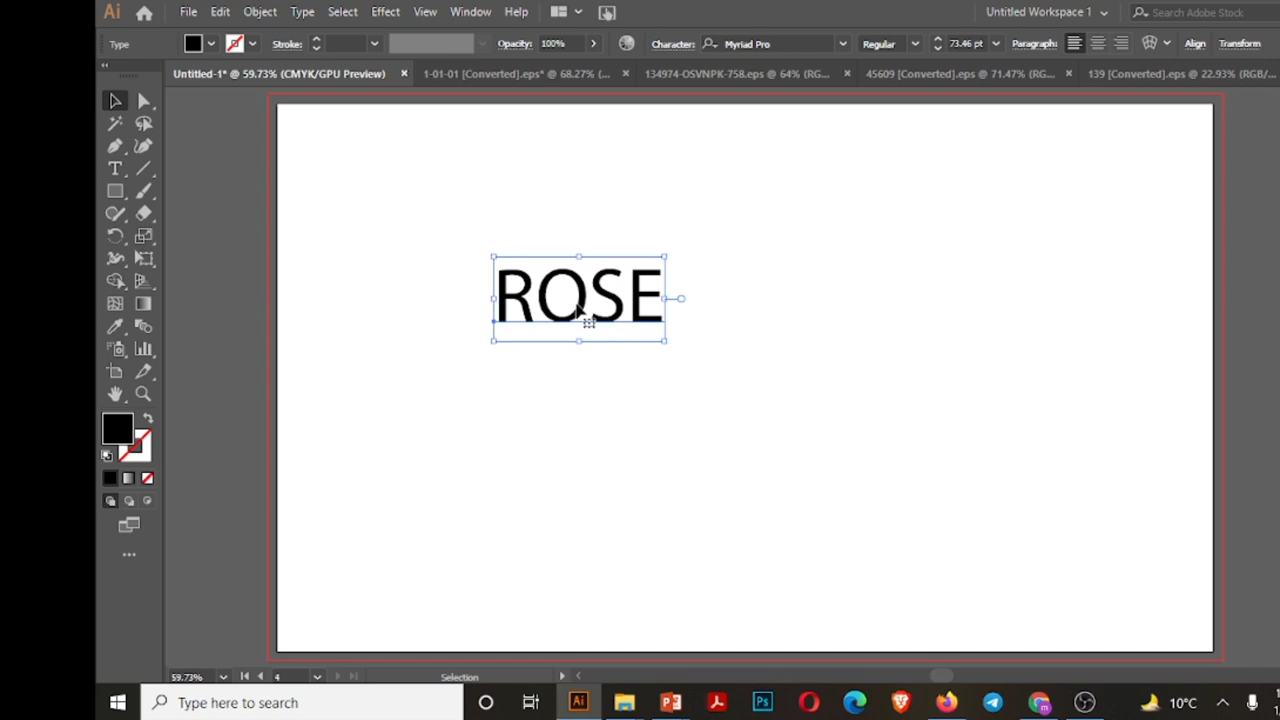 Ai File Edit Object Type Select Effect View Window Help Untitled Workspace 1 Search Adobe Stock
Type Stroke: Opacity: 100% Character: Myriad Pro Regular 73.46 pt Paragraph: Align Transform
Untitled-1* @ 59.73% (CMYK/GPU Preview) × 1-01-01 [Converted].eps* @ 68.27% (... × 134974-OSVNPK-758.eps @ 64% (RG... × 45609 [Converted].eps @ 71.47% (RG... × 139 [Converted].eps @ 22.93% (RGB/...
ROSE
59.73% 4 Selection
Type here to search Ai Ps 10°C